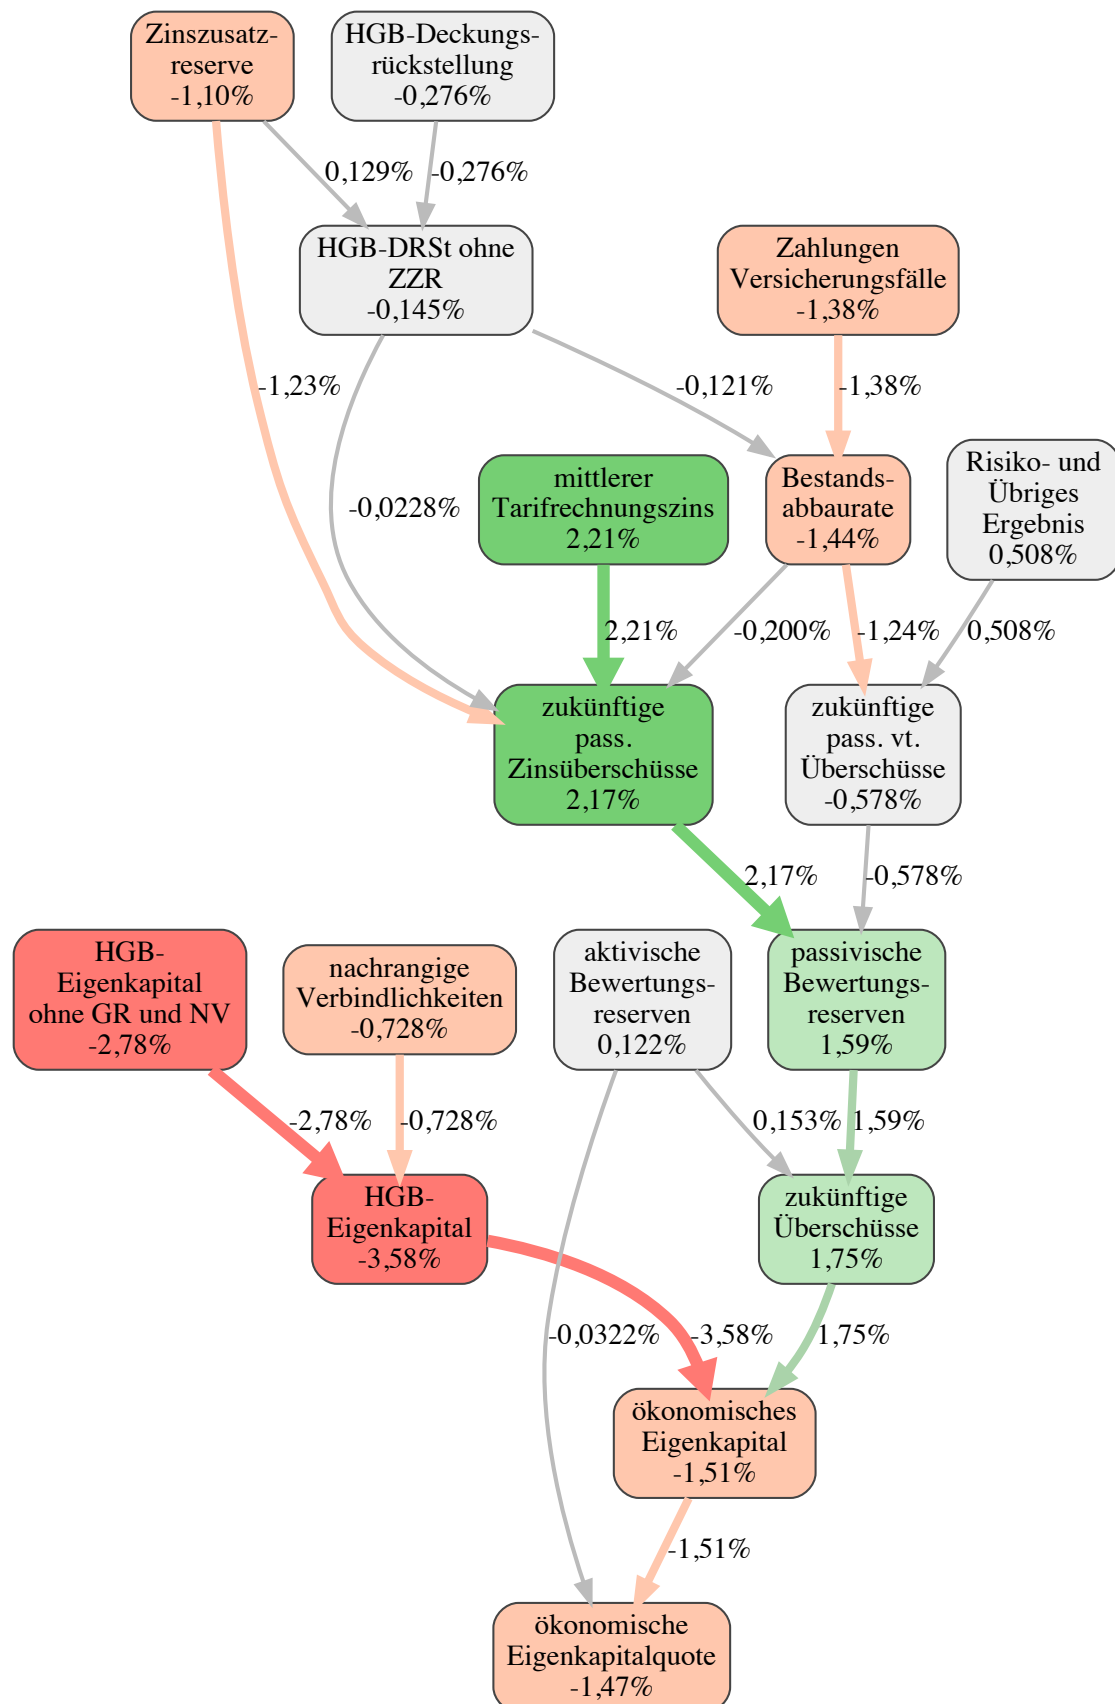 Zinszusatz-
reserve
-1,10%
HGB-Deckungs-
rückstellung
-0,276%
0,129%
-0,276%
HGB-DRSt ohne
ZZR
-0,145%
Zahlungen
Versicherungsfälle
-1,38%
-1,23%
-0,121%
-1,38%
-0,0228%
mittlerer
Tarifrechnungszins
2,21%
Bestands-
abbaurate
-1,44%
Risiko- und
Übriges
Ergebnis
0,508%
2,21%
-0,200%
-1,24%
0,508%
zukünftige
pass.
Zinsüberschüsse
2,17%
zukünftige
pass. vt.
Überschüsse
-0,578%
2,17%
-0,578%
HGB-
Eigenkapital
ohne GR und NV
-2,78%
nachrangige
Verbindlichkeiten
-0,728%
aktivische
Bewertungs-
reserven
0,122%
passivische
Bewertungs-
reserven
1,59%
-2,78%
-0,728%
0,153%
1,59%
HGB-
Eigenkapital
-3,58%
zukünftige
Überschüsse
1,75%
-0,0322%
-3,58%
1,75%
ökonomisches
Eigenkapital
-1,51%
-1,51%
ökonomische
Eigenkapitalquote
-1,47%